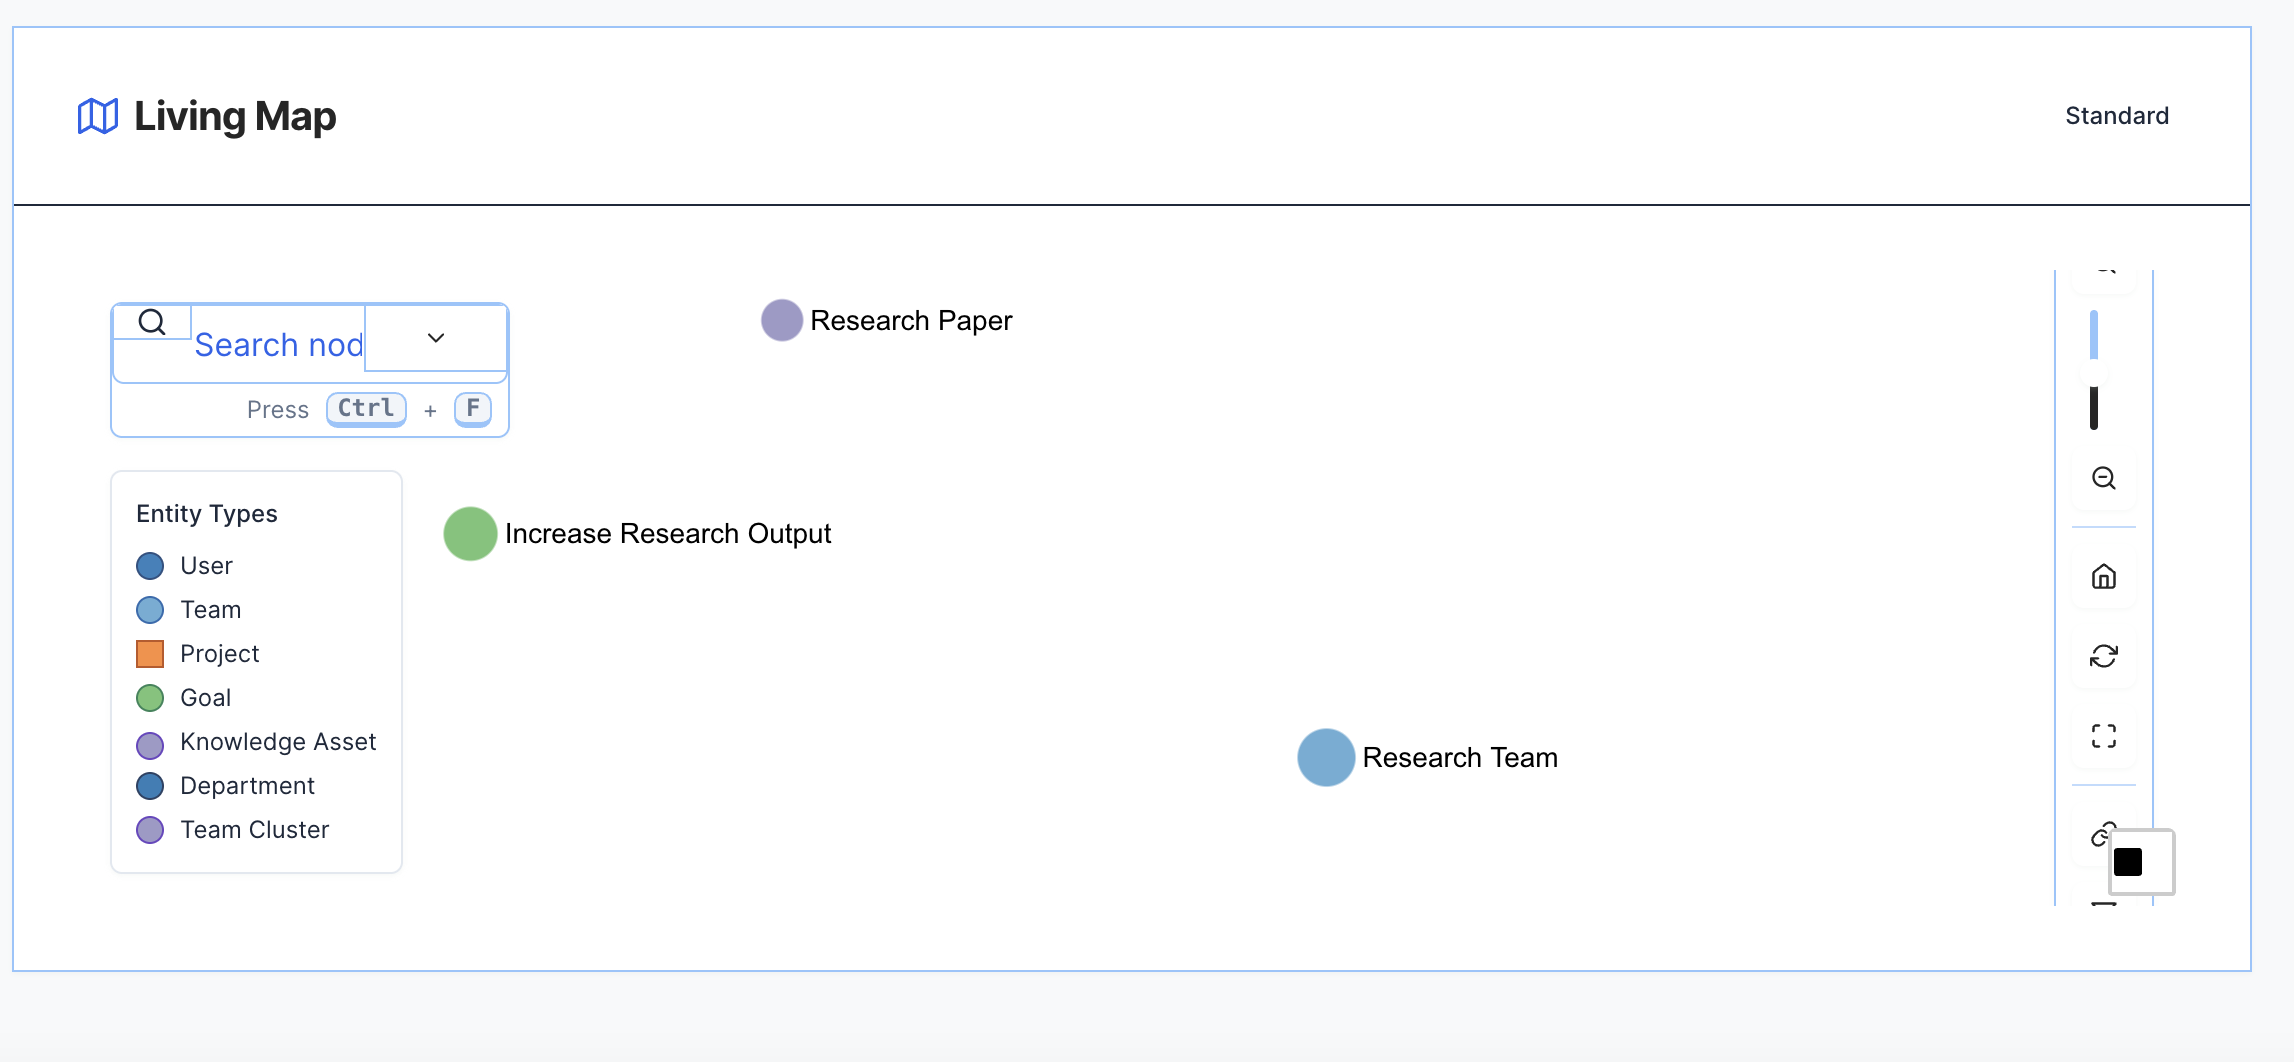 Living Map
Standard
Search nod
Press Ctrl + F
Research Paper
Increase Research Output
Research Team
Entity Types
User
Team
Project
Goal
Knowledge Asset
Department
Team Cluster